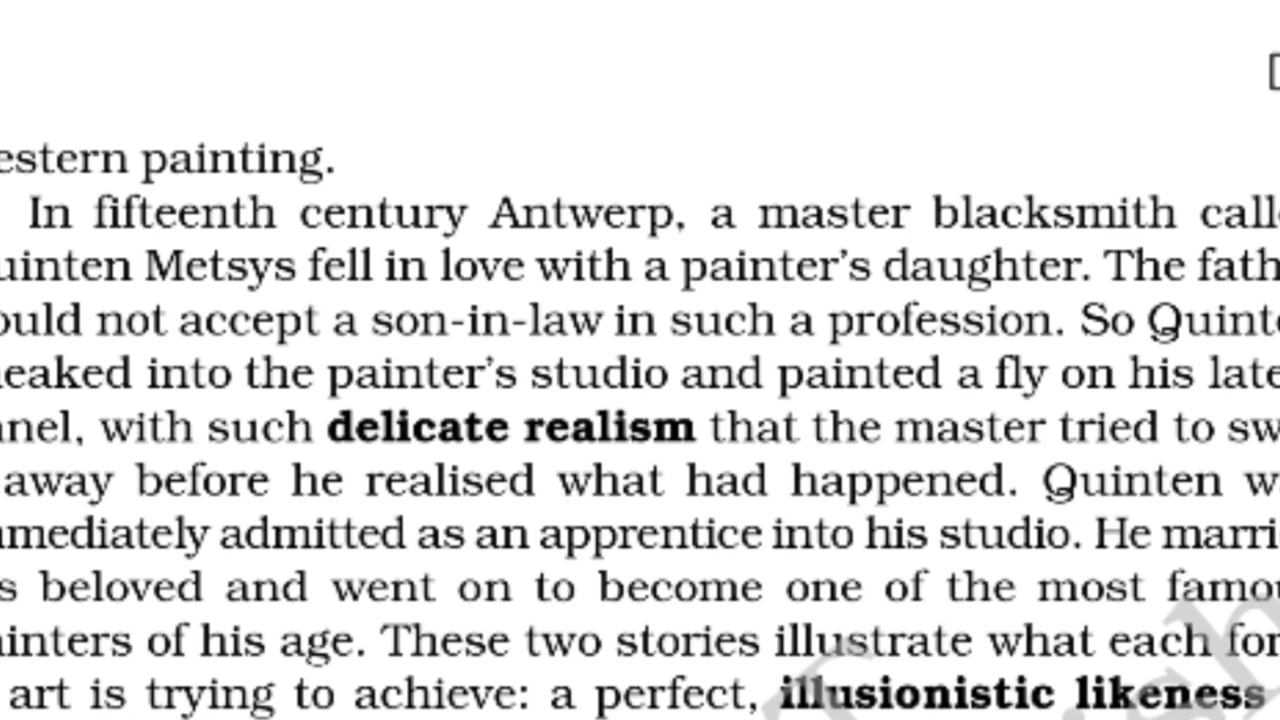 estern painting.
In fifteenth century Antwerp, a master blacksmith calle
uinten Metsys fell in love with a painter's daughter. The fath
ould not accept a son-in-law in such a profession. So Quinte
eaked into the painter's studio and painted a fly on his late
nel, with such delicate realism that the master tried to sw
away before he realised what had happened. Quinten w
mmediately admitted as an apprentice into his studio. He marri
s beloved and went on to become one of the most famou
ainters of his age. These two stories illustrate what each for
art is trying to achieve: a perfect, illusionistic likeness